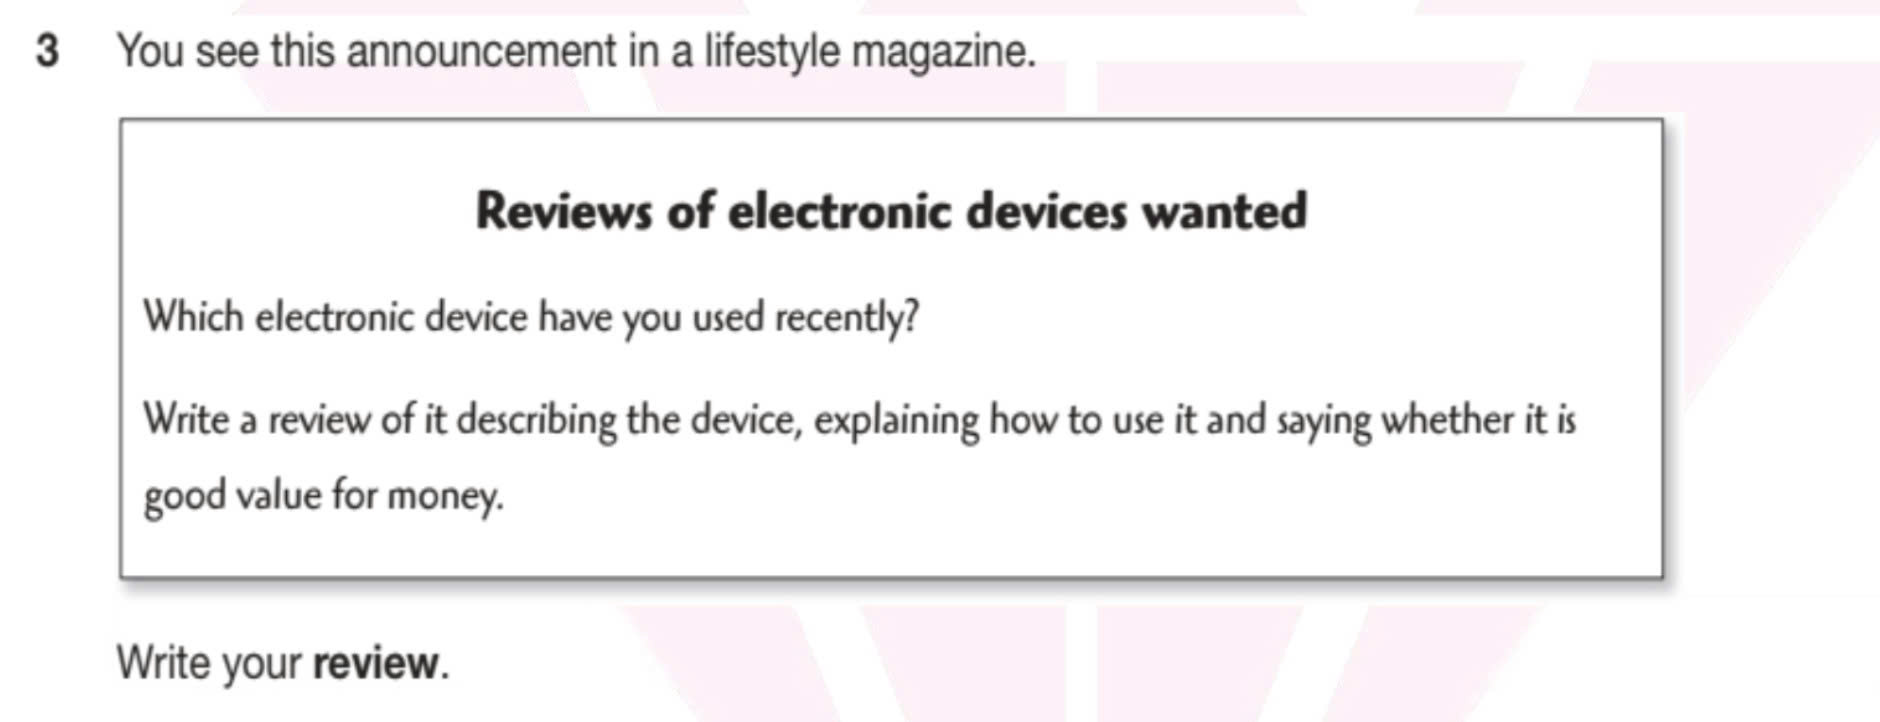 3 You see this announcement in a lifestyle magazine.
Reviews of electronic devices wanted
Which electronic device have you used recently?
Write a review of it describing the device, explaining how to use it and saying whether it is
good value for money.
Write your review.